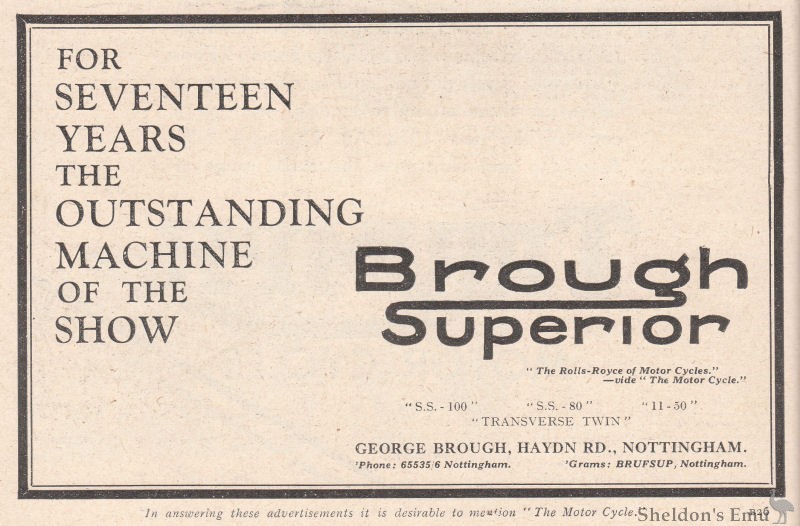 FOR
SEVENTEEN
YEARS
THE
OUTSTANDING
MACHINE
OF THE
SHOW
Brough
Superior
" The Rolls-Royce of Motor Cycles."
—vide " The Motor Cycle."
" S.S. - 100 " " S.S. - 80 " " 11 - 50 "
" TRANSVERSE TWIN "
GEORGE BROUGH, HAYDN RD., NOTTINGHAM.
'Phone: 65535/6 Nottingham. 'Grams: BRUFSUP, Nottingham.
In answering these advertisements it is desirable to mention " The Motor Cycle."
Sheldon's Emu